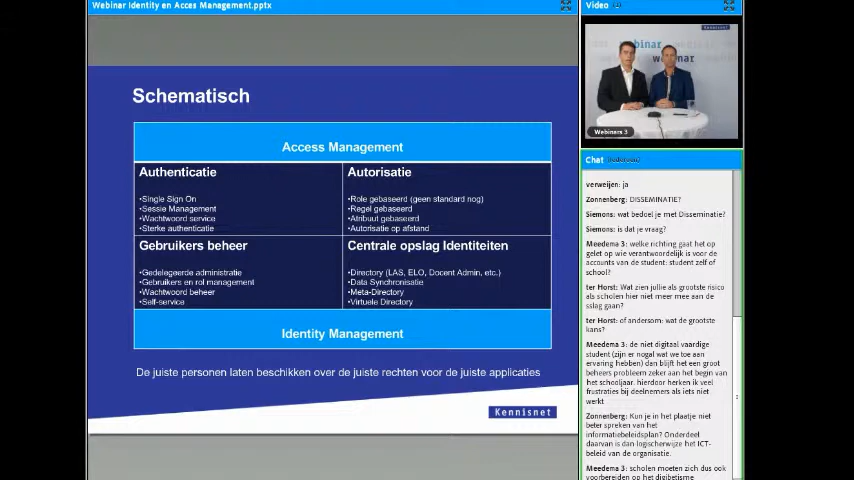 Webinar Identity en Acces Management.pptx
Schematisch
Access Management
Authenticatie
•Single Sign On
•Sessie Management
•Wachtwoord service
•Sterke authenticatie
Autorisatie
•Role gebaseerd (geen standard nog)
•Regel gebaseerd
•Atribuut gebaseerd
•Autorisatie op afstand
Gebruikers beheer
•Gedelegeerde administratie
•Gebruikers en rol management
•Wachtwoord beheer
•Self-service
Centrale opslag Identiteiten
•Directory (LAS, ELO, Docent Admin, etc.)
•Data Synchronisatie
•Meta-Directory
•Virtuele Directory
Identity Management
De juiste personen laten beschikken over de juiste rechten voor de juiste applicaties
Kennisnet
Video
Kennisnet
webinar
Webinars 3
Chat (Iedereen)
verweijen: ja
Zonnenberg: DISSEMINATIE?
Siemons: wat bedoel je met Disseminatie?
Siemons: is dat je vraag?
Meedema 3: welke richting gaat het op
gelet op wie verantwoordelijk is voor de
accounts van de student: student zelf of
school?
ter Horst: Wat zien jullie als grootste risico
als scholen hier niet meer mee aan de
sslag gaan?
ter Horst: of andersom: wat de grootste
kans?
Meedema 3: de niet digitaal vaardige
student (zijn er nogal wat we toe aan
ervaring hebben) dan blijft het een groot
beheers probleem zeker aan het begin van
het schooljaar. hierdoor herken ik veel
frustraties bij deelnemers als iets niet
werkt
Zonnenberg: Kun je in het plaatje niet
beter spreken van het
informatiebeleidsplan? Onderdeel
daarvan is dan logischerwijze het ICT-
beleid van de organisatie.
Meedema 3: scholen moeten zich dus ook
voorbereiden op het digibetisme